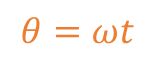 θ = ωt